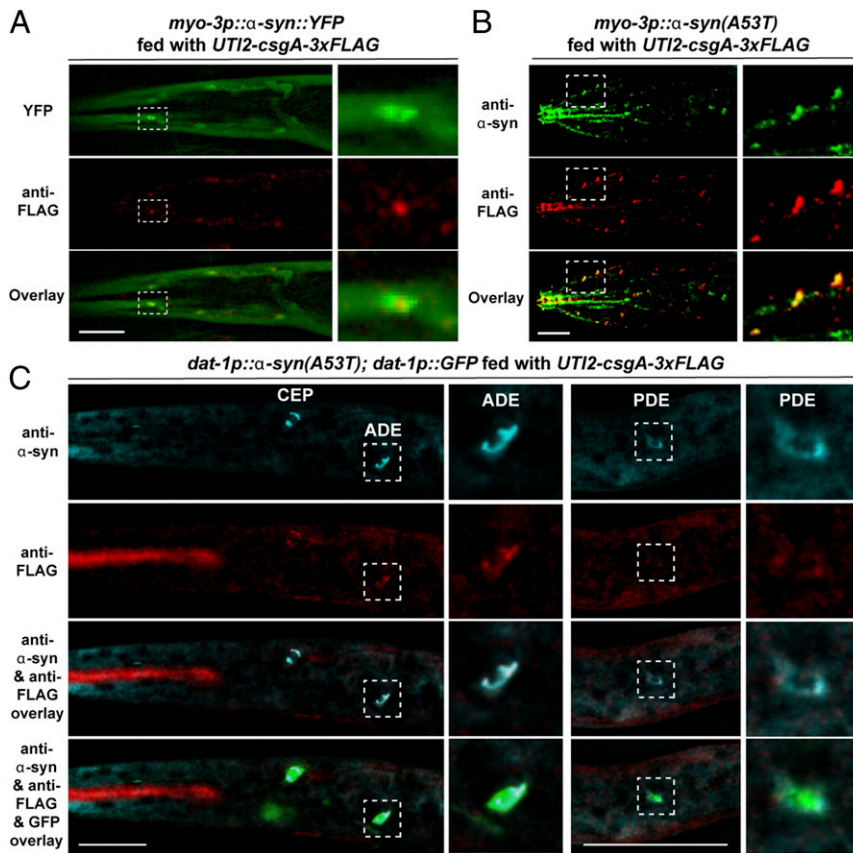 A
myo-3p::α-syn::YFP
fed with UTI2-csgA-3xFLAG
YFP
anti-
FLAG
Overlay
B
myo-3p::α-syn(A53T)
fed with UTI2-csgA-3xFLAG
anti-
α-syn
anti-
FLAG
Overlay
C
dat-1p::α-syn(A53T); dat-1p::GFP fed with UTI2-csgA-3xFLAG
CEP
ADE
ADE
PDE
PDE
anti-
α-syn
anti-
FLAG
anti-
α-syn
& anti-
FLAG
overlay
anti-
α-syn
& anti-
FLAG
& GFP
overlay